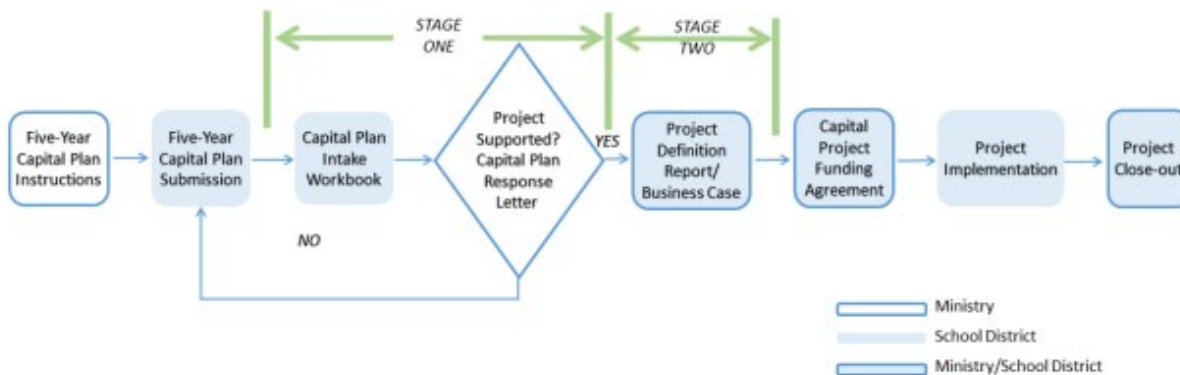 STAGE
ONE
STAGE
TWO
Five-Year
Capital Plan
Instructions
Five-Year
Capital Plan
Submission
Capital Plan
Intake
Workbook
Project
Supported?
Capital Plan
Response
Letter
YES
Project
Definition
Report/
Business Case
Capital
Project
Funding
Agreement
Project
Implementation
Project
Close-out
NO
Ministry
School District
Ministry/School District